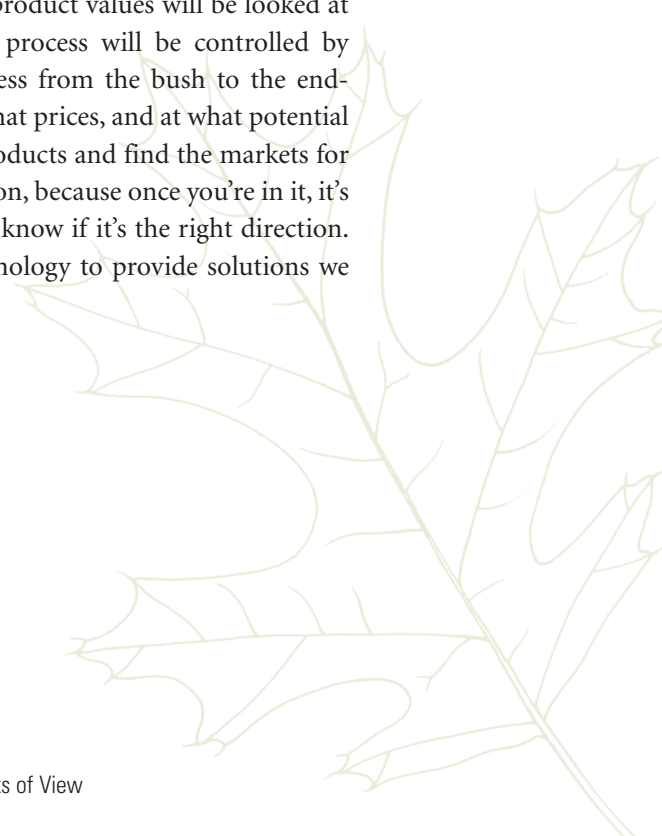 product values will be looked at
process will be controlled by
ess from the bush to the end-
hat prices, and at what potential
oducts and find the markets for
on, because once you're in it, it's
know if it's the right direction.
nology to provide solutions we
ts of View